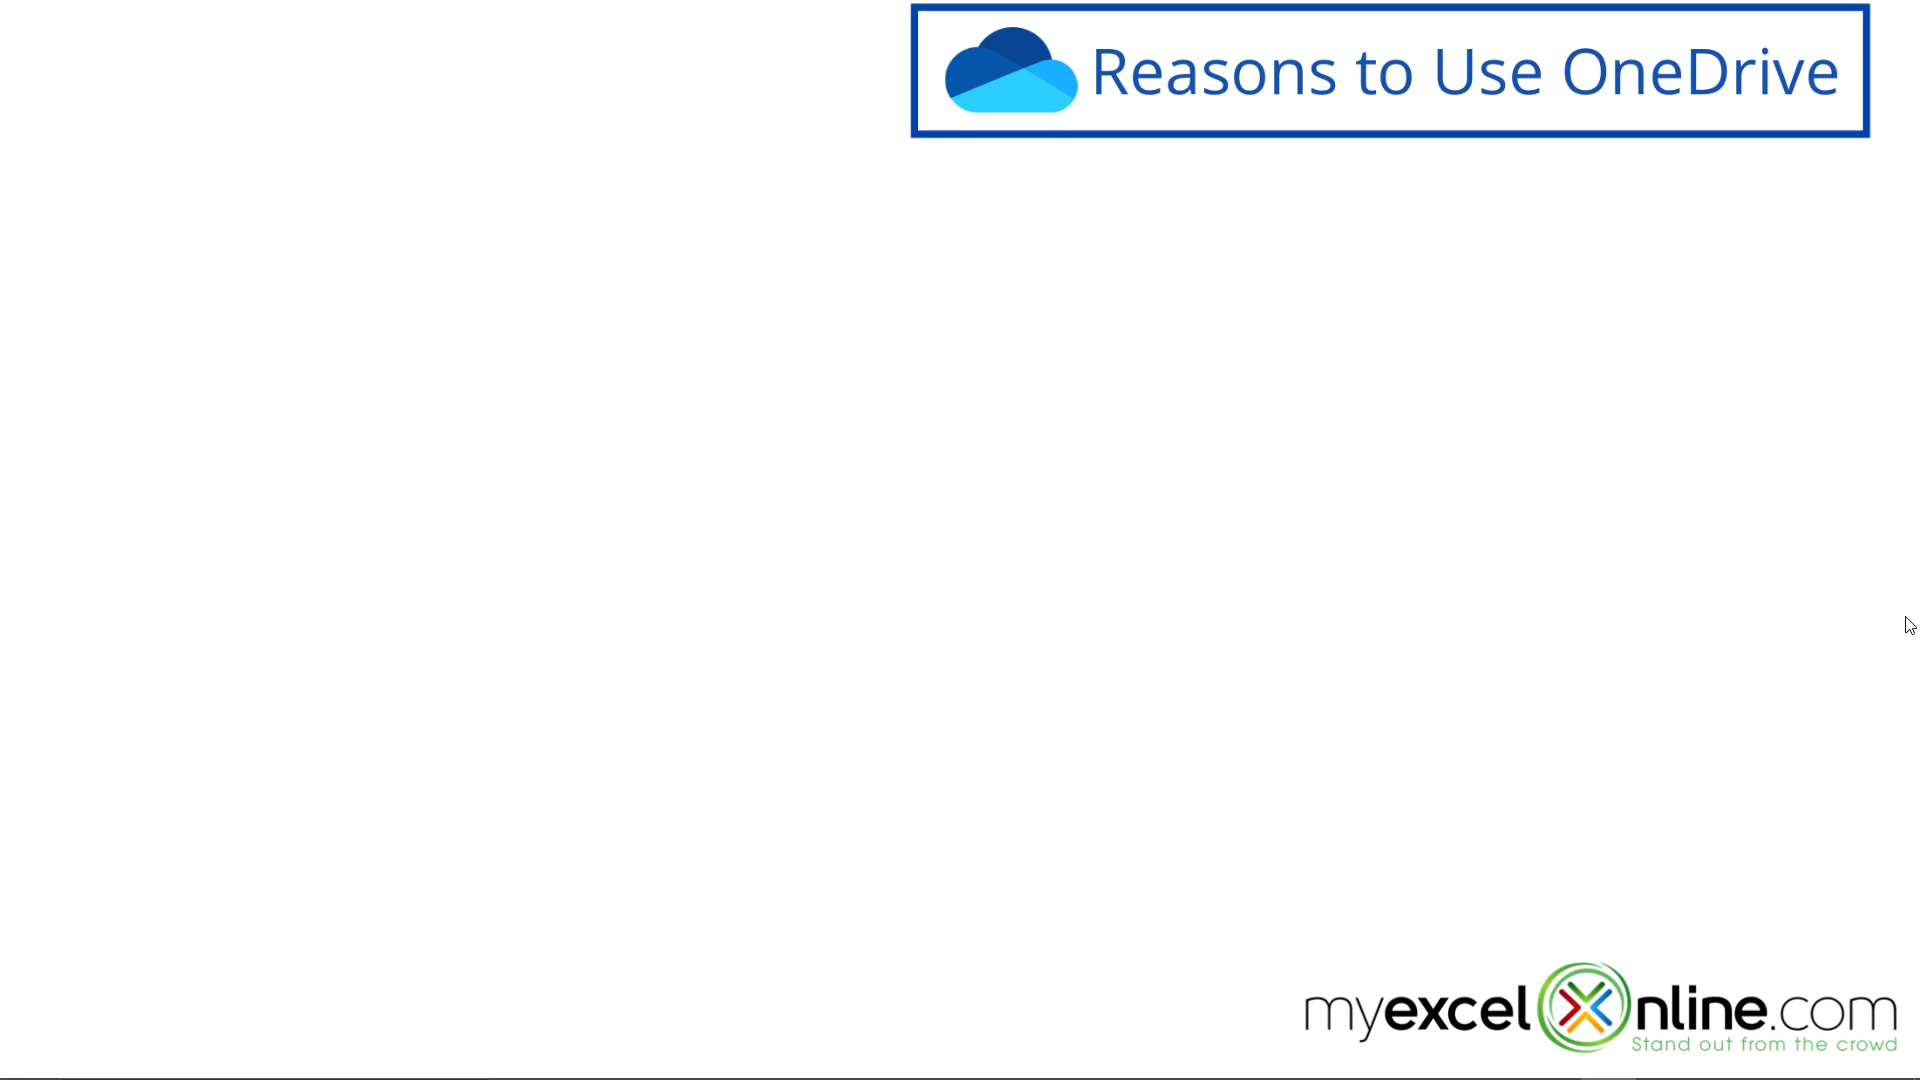 Reasons to Use OneDrive
myexcelonline.com
Stand out from the crowd